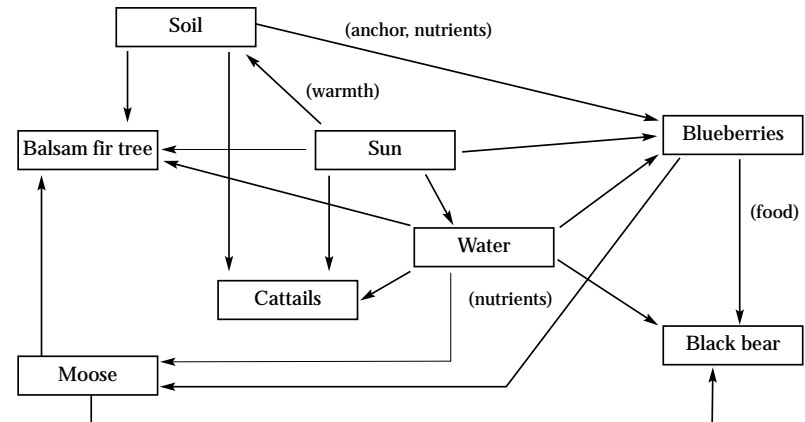 Soil
(anchor, nutrients)
(warmth)
Blueberries
Balsam fir tree
Sun
(food)
Water
Cattails
(nutrients)
Black bear
Moose